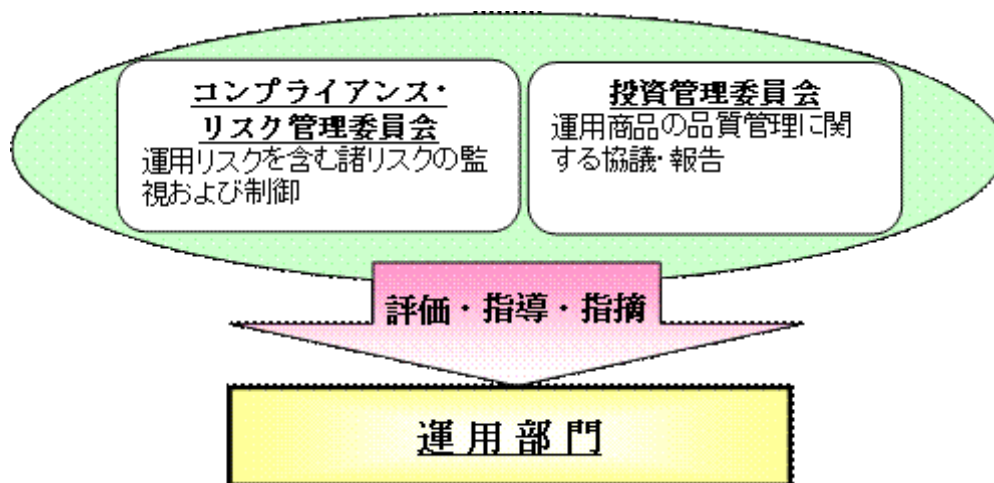 コンプライアンス・
リスク管理委員会
運用リスクを含む諸リスクの監
視および制御
投資管理委員会
運用商品の品質管理に関
する協議・報告
評価・指導・指摘
運用部門